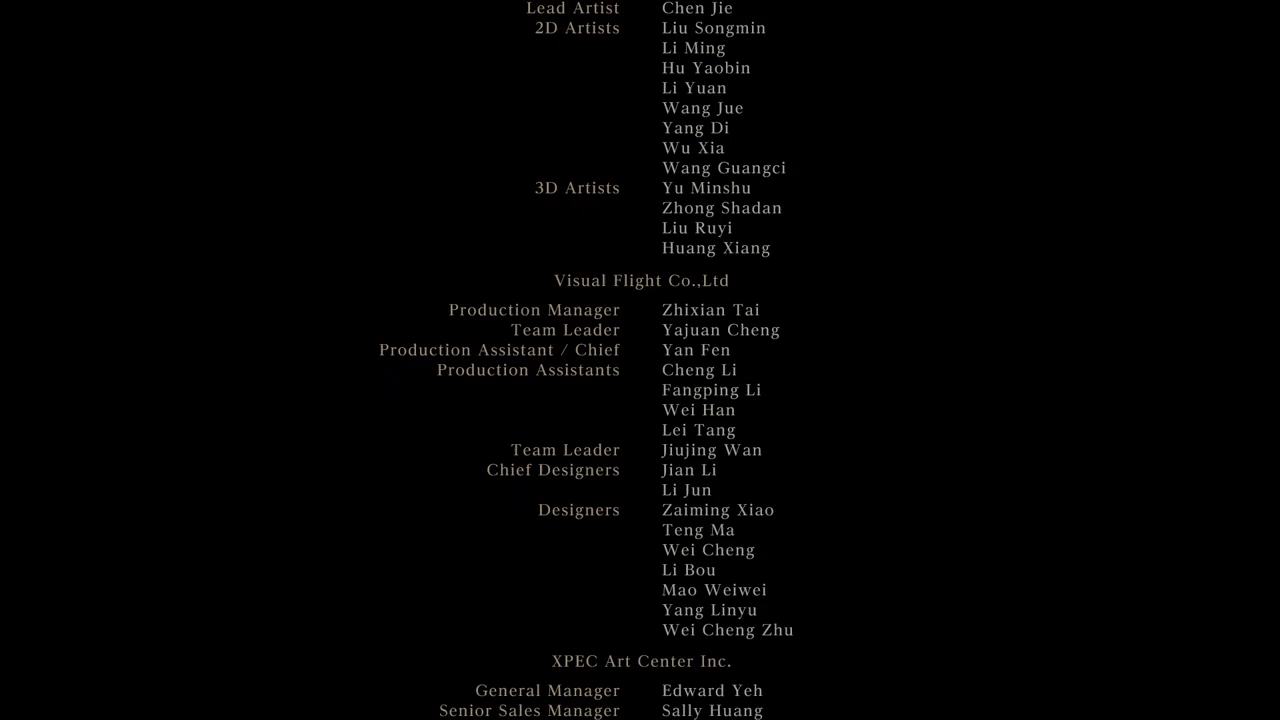 Lead Artist Chen Jie
2D Artists Liu Songmin
Li Ming
Hu Yaobin
Li Yuan
Wang Jue
Yang Di
Wu Xia
Wang Guangci
3D Artists Yu Minshu
Zhong Shadan
Liu Ruyi
Huang Xiang
Visual Flight Co.,Ltd
Production Manager Zhixian Tai
Team Leader Yajuan Cheng
Production Assistant / Chief Yan Fen
Production Assistants Cheng Li
Fangping Li
Wei Han
Lei Tang
Team Leader Jiujing Wan
Chief Designers Jian Li
Li Jun
Designers Zaiming Xiao
Teng Ma
Wei Cheng
Li Bou
Mao Weiwei
Yang Linyu
Wei Cheng Zhu
XPEC Art Center Inc.
General Manager Edward Yeh
Senior Sales Manager Sally Huang